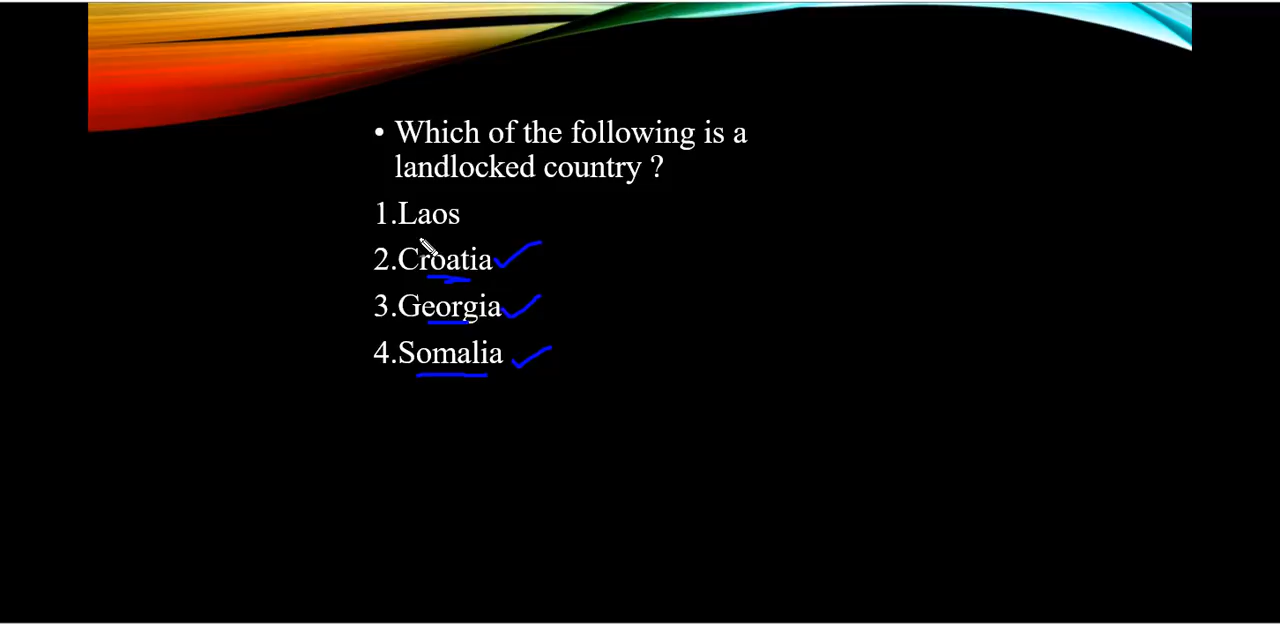 • Which of the following is a
landlocked country ?
1.Laos
2.Croatia
3.Georgia
4.Somalia